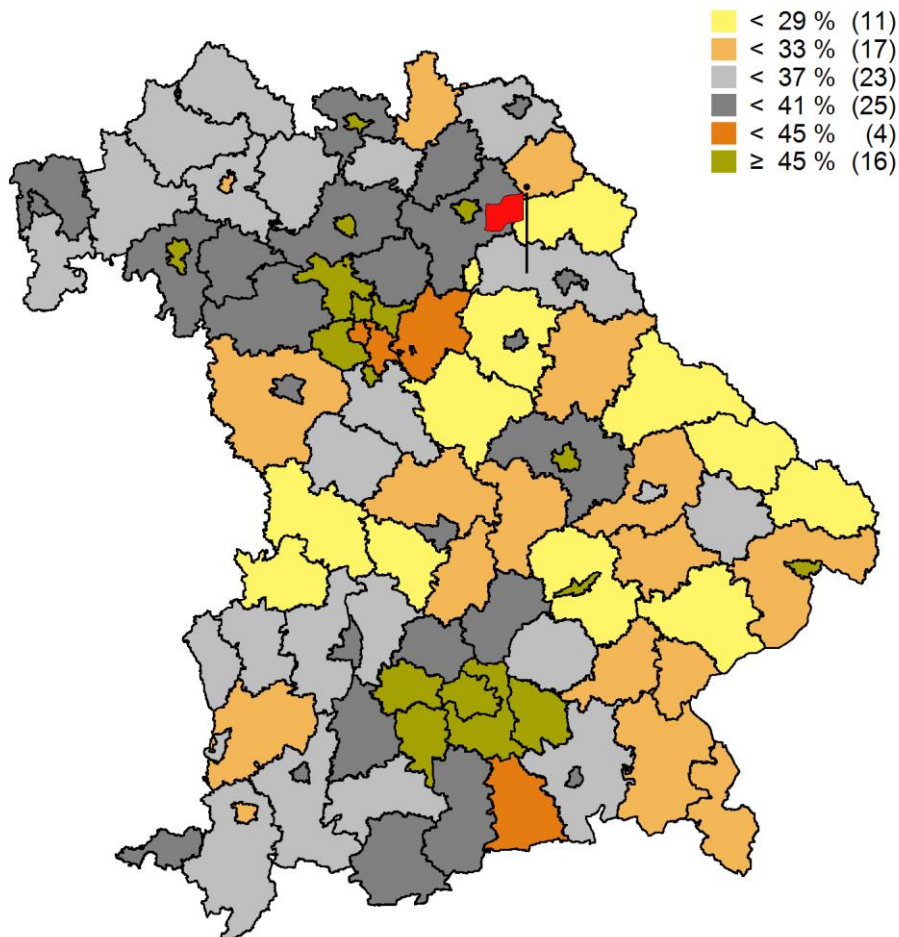 < 29 % (11)
< 33 % (17)
< 37 % (23)
< 41 % (25)
< 45 % (4)
≥ 45 % (16)